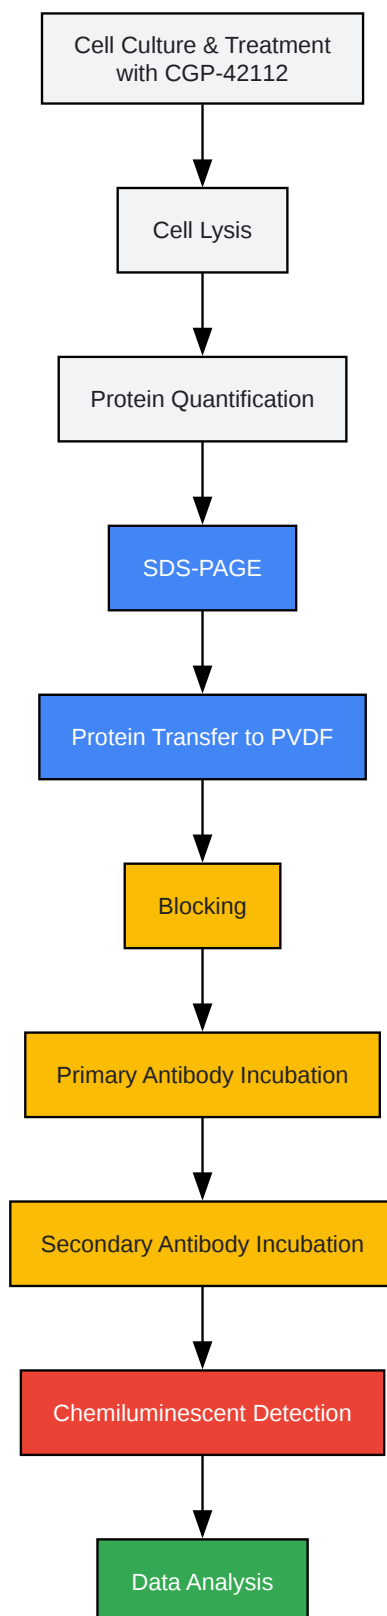 Cell Culture & Treatment
with CGP-42112
Cell Lysis
Protein Quantification
SDS-PAGE
Protein Transfer to PVDF
Blocking
Primary Antibody Incubation
Secondary Antibody Incubation
Chemiluminescent Detection
Data Analysis